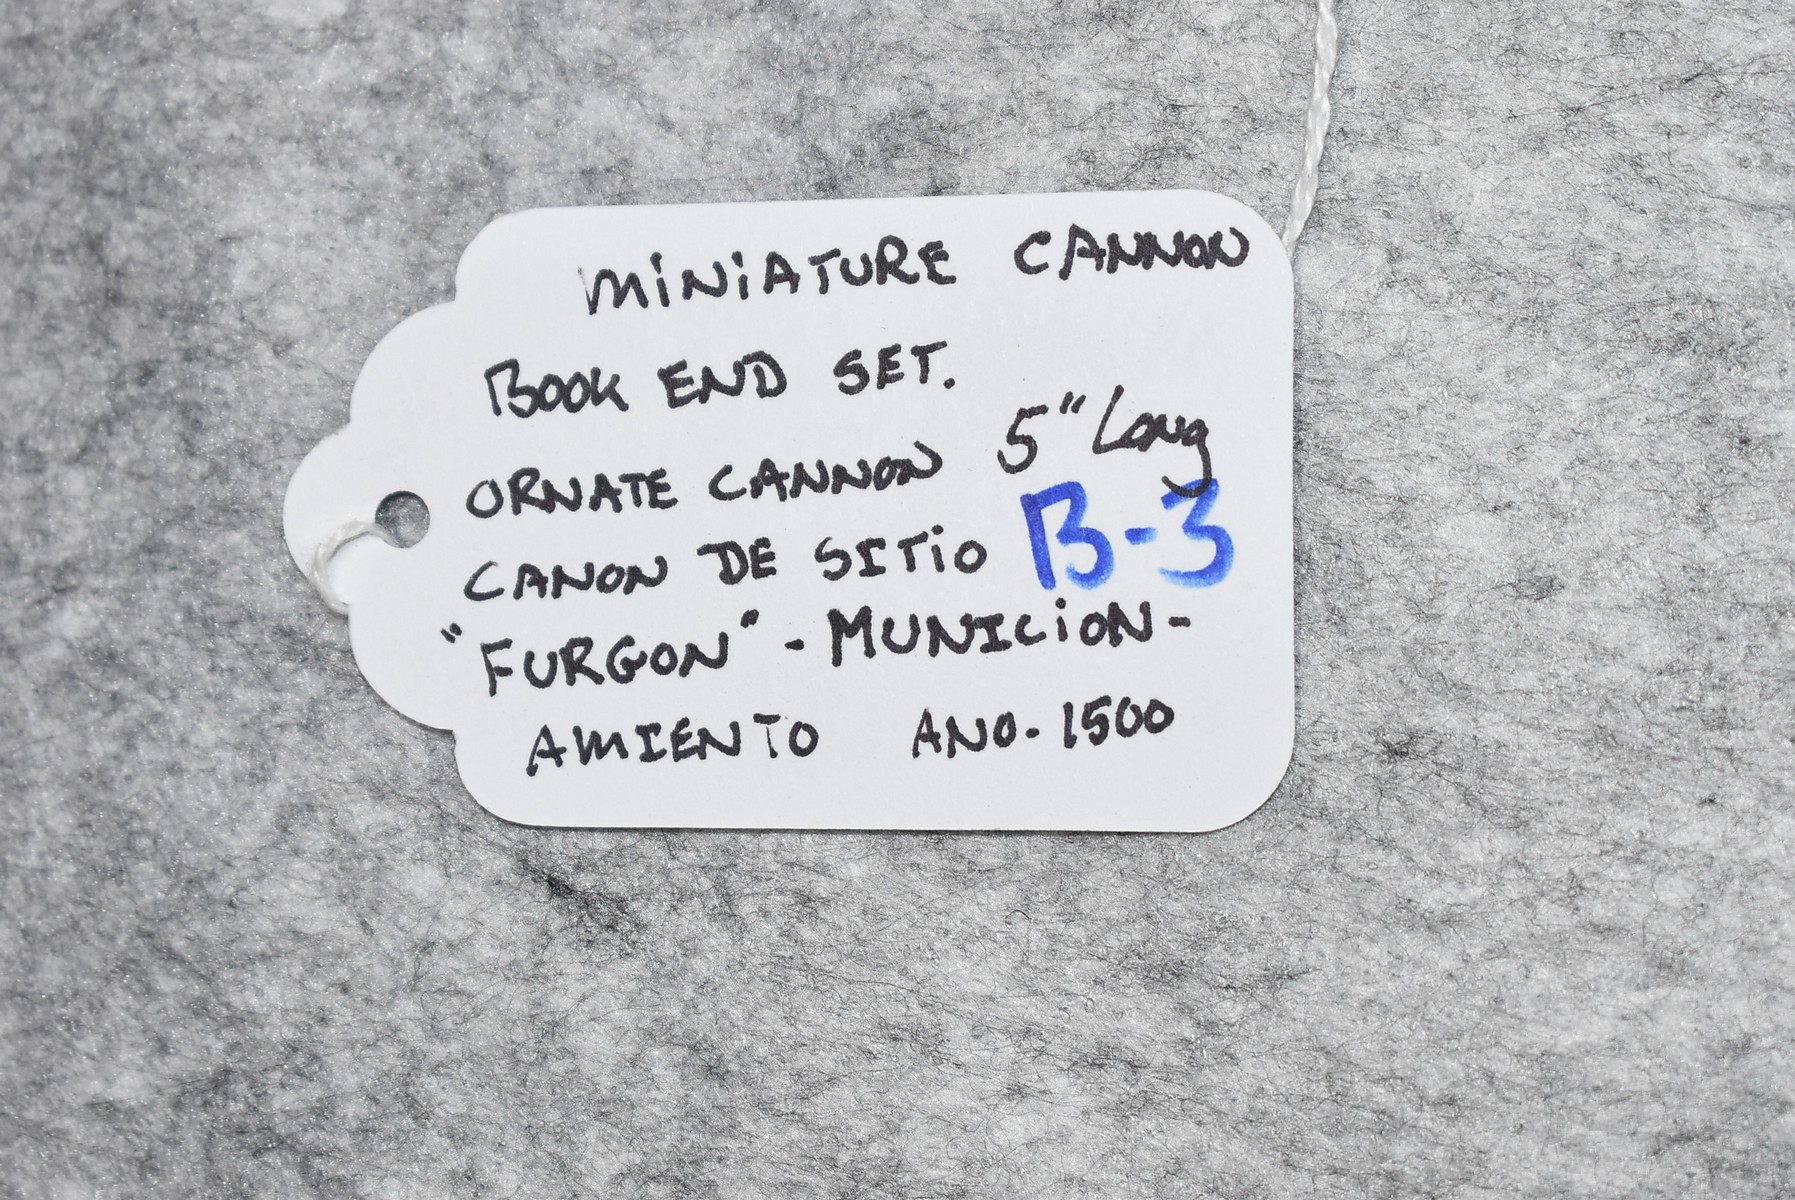 MINIATURE CANNON
BOOK END SET.
ORNATE CANNON 5" Long
CANON DE SITIO B-3
"FURGON" - MUNICION-
AMIENTO ANO. 1500